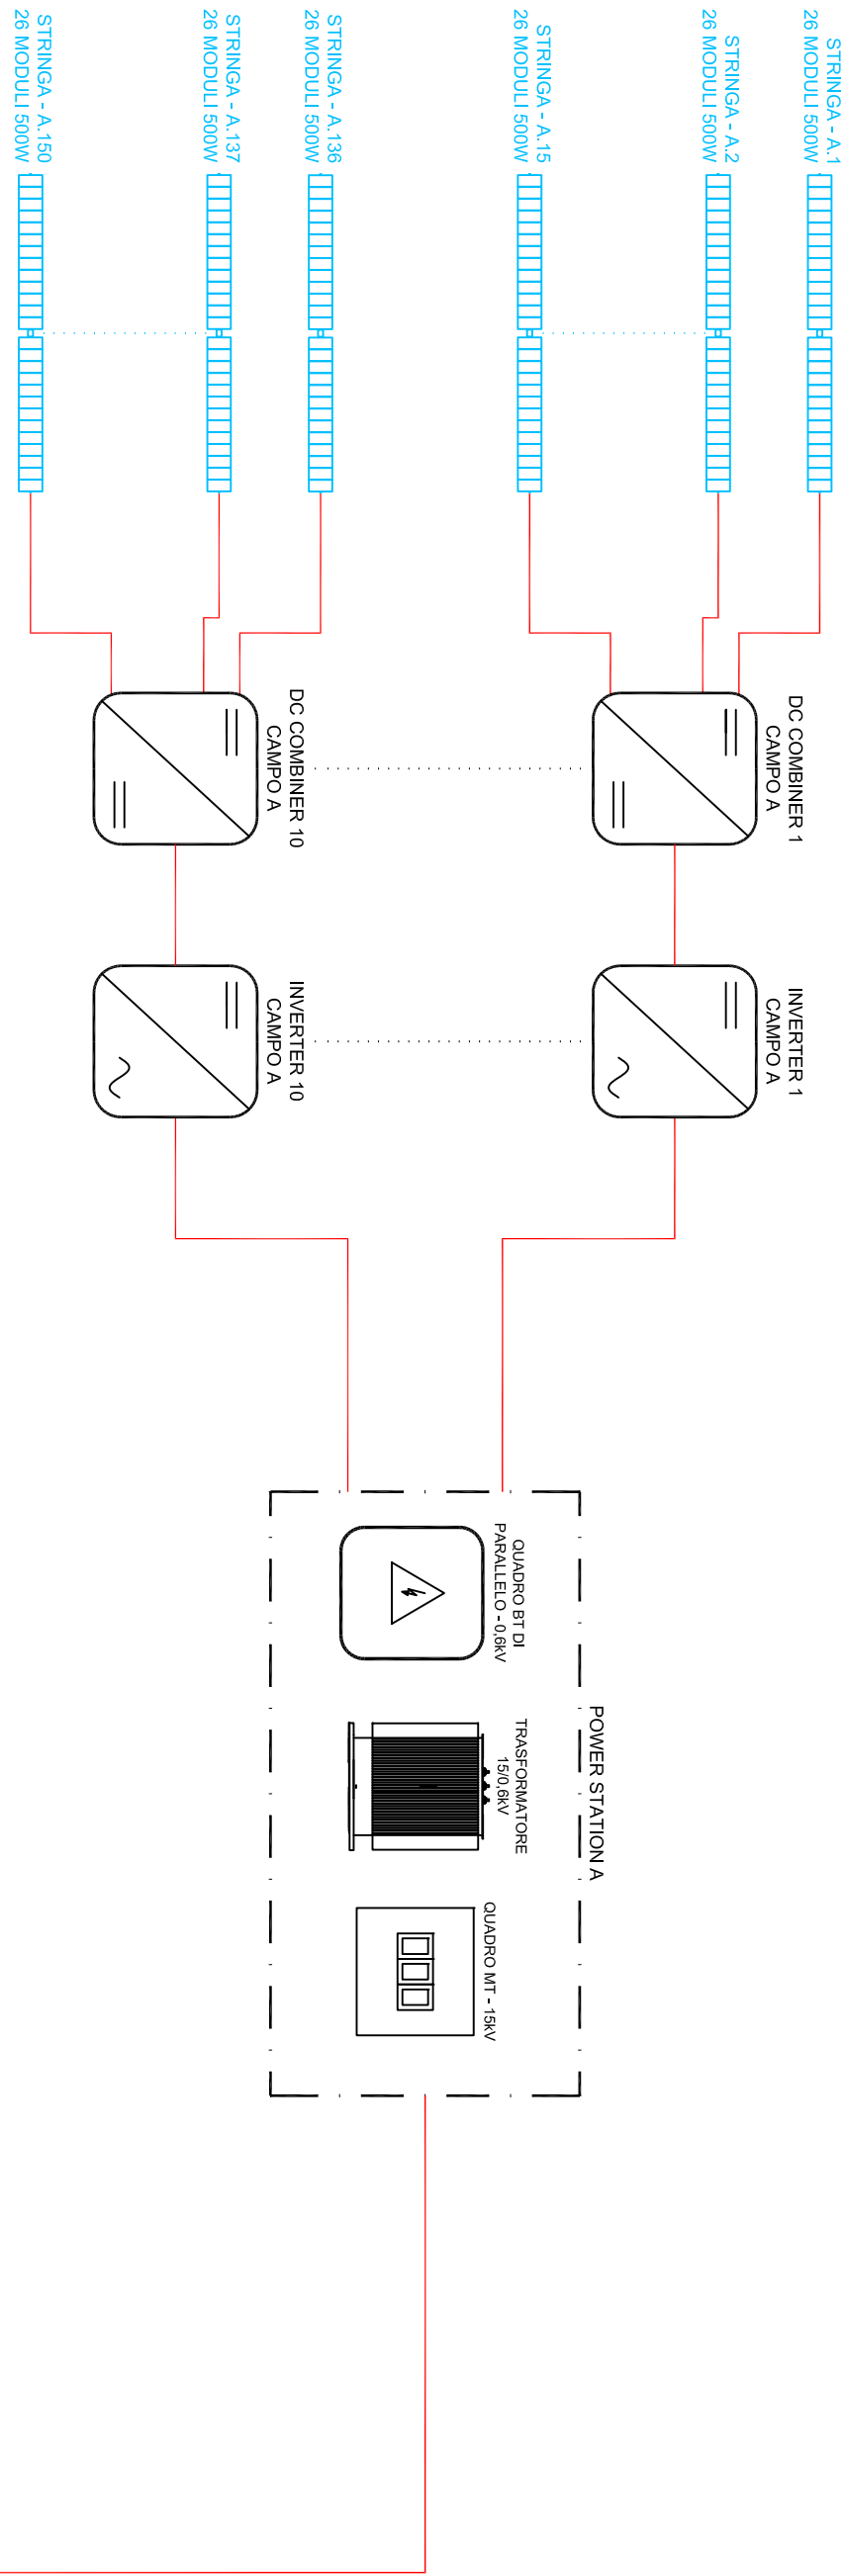 STRINGA - A.1
26 MODULI 500W
STRINGA - A.2
26 MODULI 500W
STRINGA - A.15
26 MODULI 500W
STRINGA - A.136
26 MODULI 500W
STRINGA - A.137
26 MODULI 500W
STRINGA - A.150
26 MODULI 500W
DC COMBINER 1
CAMPO A
DC COMBINER 10
CAMPO A
INVERTER 1
CAMPO A
INVERTER 10
CAMPO A
POWER STATION A
QUADRO BT DI
PARALLELO - 0,6kV
TRASFORMATORE
15/0,6kV
QUADRO MT - 15kV